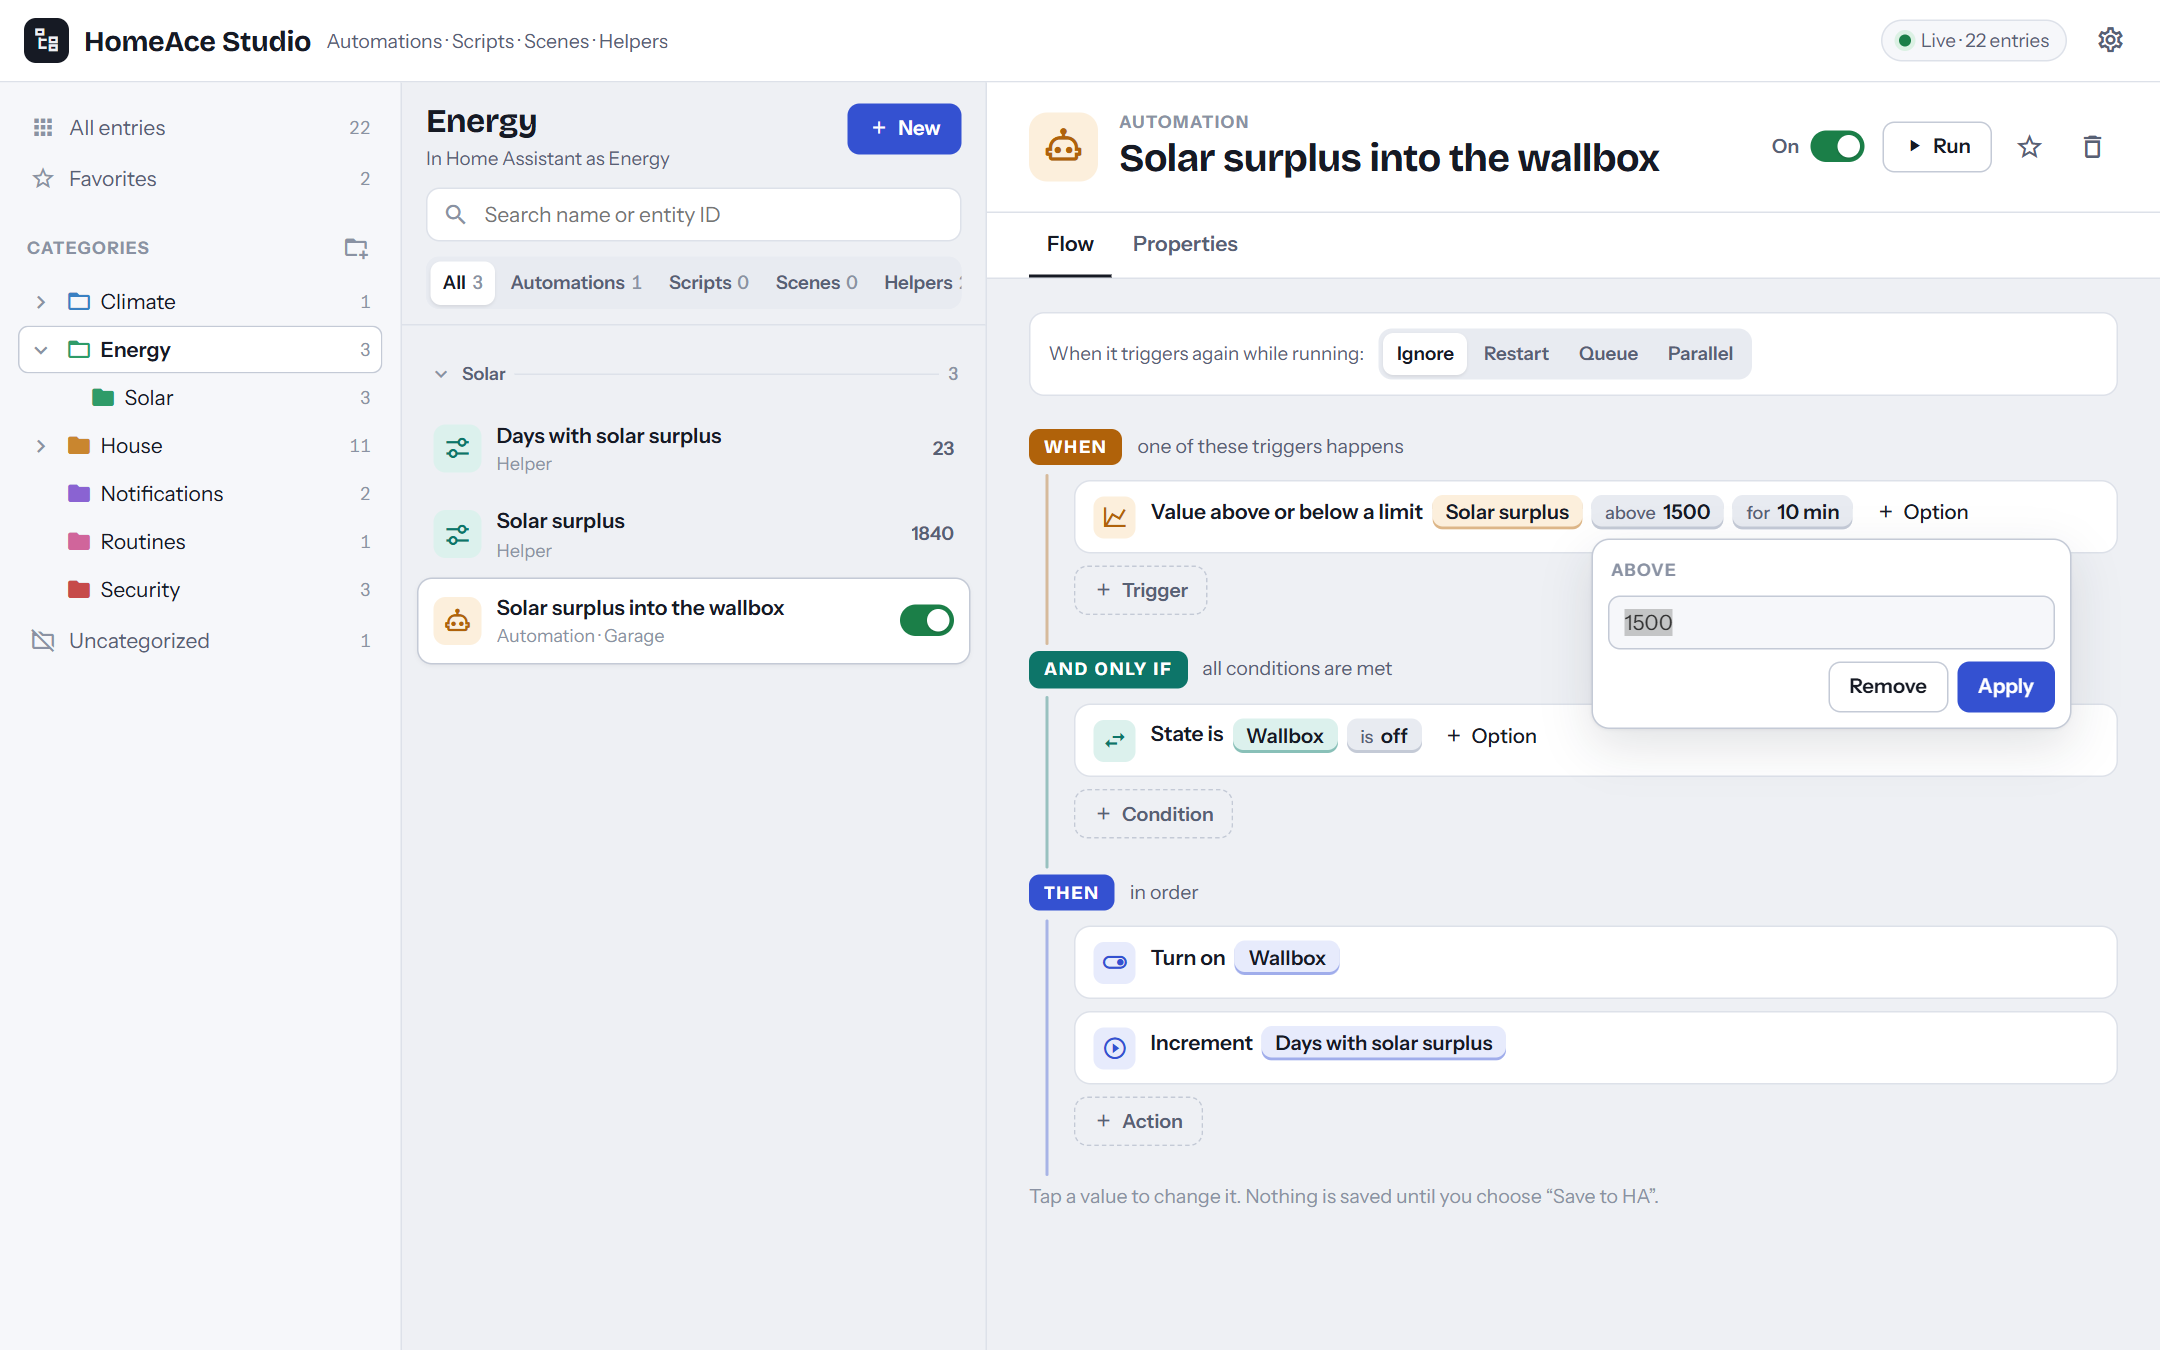 HomeAce Studio Automations · Scripts · Scenes · Helpers
Live · 22 entries
All entries 22
Favorites 2
CATEGORIES
Climate 1
Energy 3
Solar 3
House 11
Notifications 2
Routines 1
Security 3
Uncategorized 1
Energy
In Home Assistant as Energy
+ New
Search name or entity ID
All 3 Automations 1 Scripts 0 Scenes 0 Helpers
Solar 3
Days with solar surplus
Helper
23
Solar surplus
Helper
1840
Solar surplus into the wallbox
Automation · Garage
AUTOMATION
Solar surplus into the wallbox
On
Run
Flow Properties
When it triggers again while running: Ignore Restart Queue Parallel
WHEN one of these triggers happens
Value above or below a limit Solar surplus above 1500 for 10 min + Option
+ Trigger
ABOVE
1500
Remove Apply
AND ONLY IF all conditions are met
State is Wallbox is off + Option
+ Condition
THEN in order
Turn on Wallbox
Increment Days with solar surplus
+ Action
Tap a value to change it. Nothing is saved until you choose “Save to HA”.